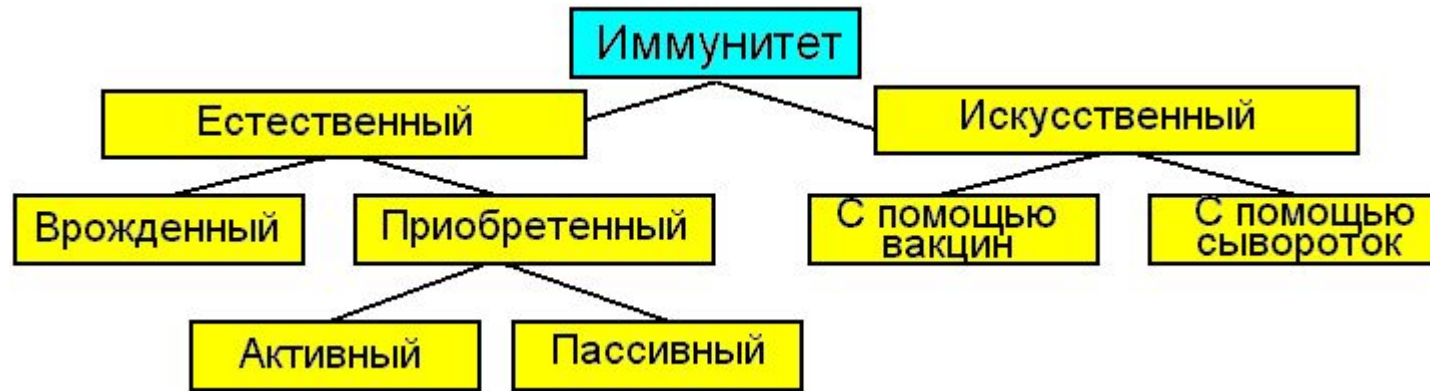 Иммунитет
Естественный
Искусственный
Врожденный
Приобретенный
С помощью
вакцин
С помощью
сывороток
Активный
Пассивный